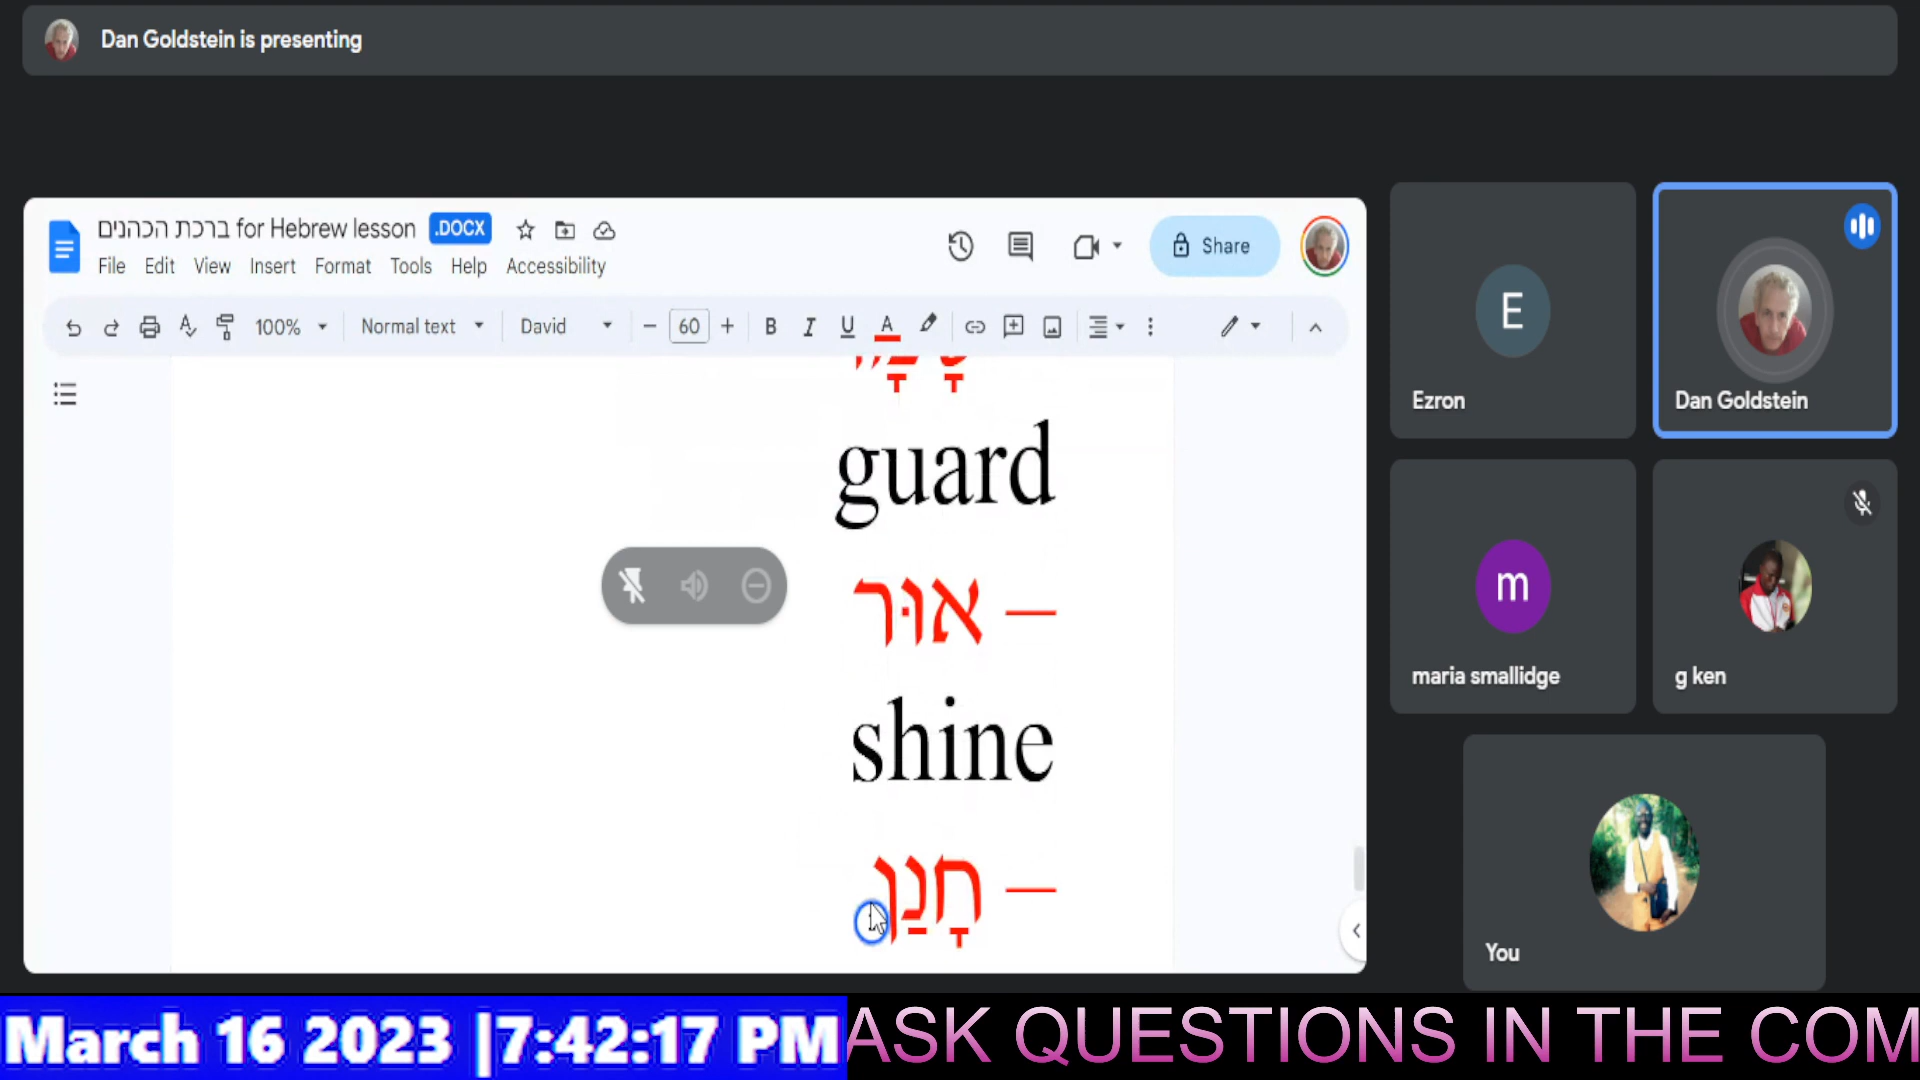 Dan Goldstein is presenting
ברכת הכהנים for Hebrew lesson .DOCX
Share
File Edit View Insert Format Tools Help Accessibility
100% Normal text David 60 B I U A
guard
– אוּר
shine
– חָנַן
E
Ezron
Dan Goldstein
m
maria smallidge
g ken
You
March 16 2023 |7:42:17 PM
ASK QUESTIONS IN THE COM